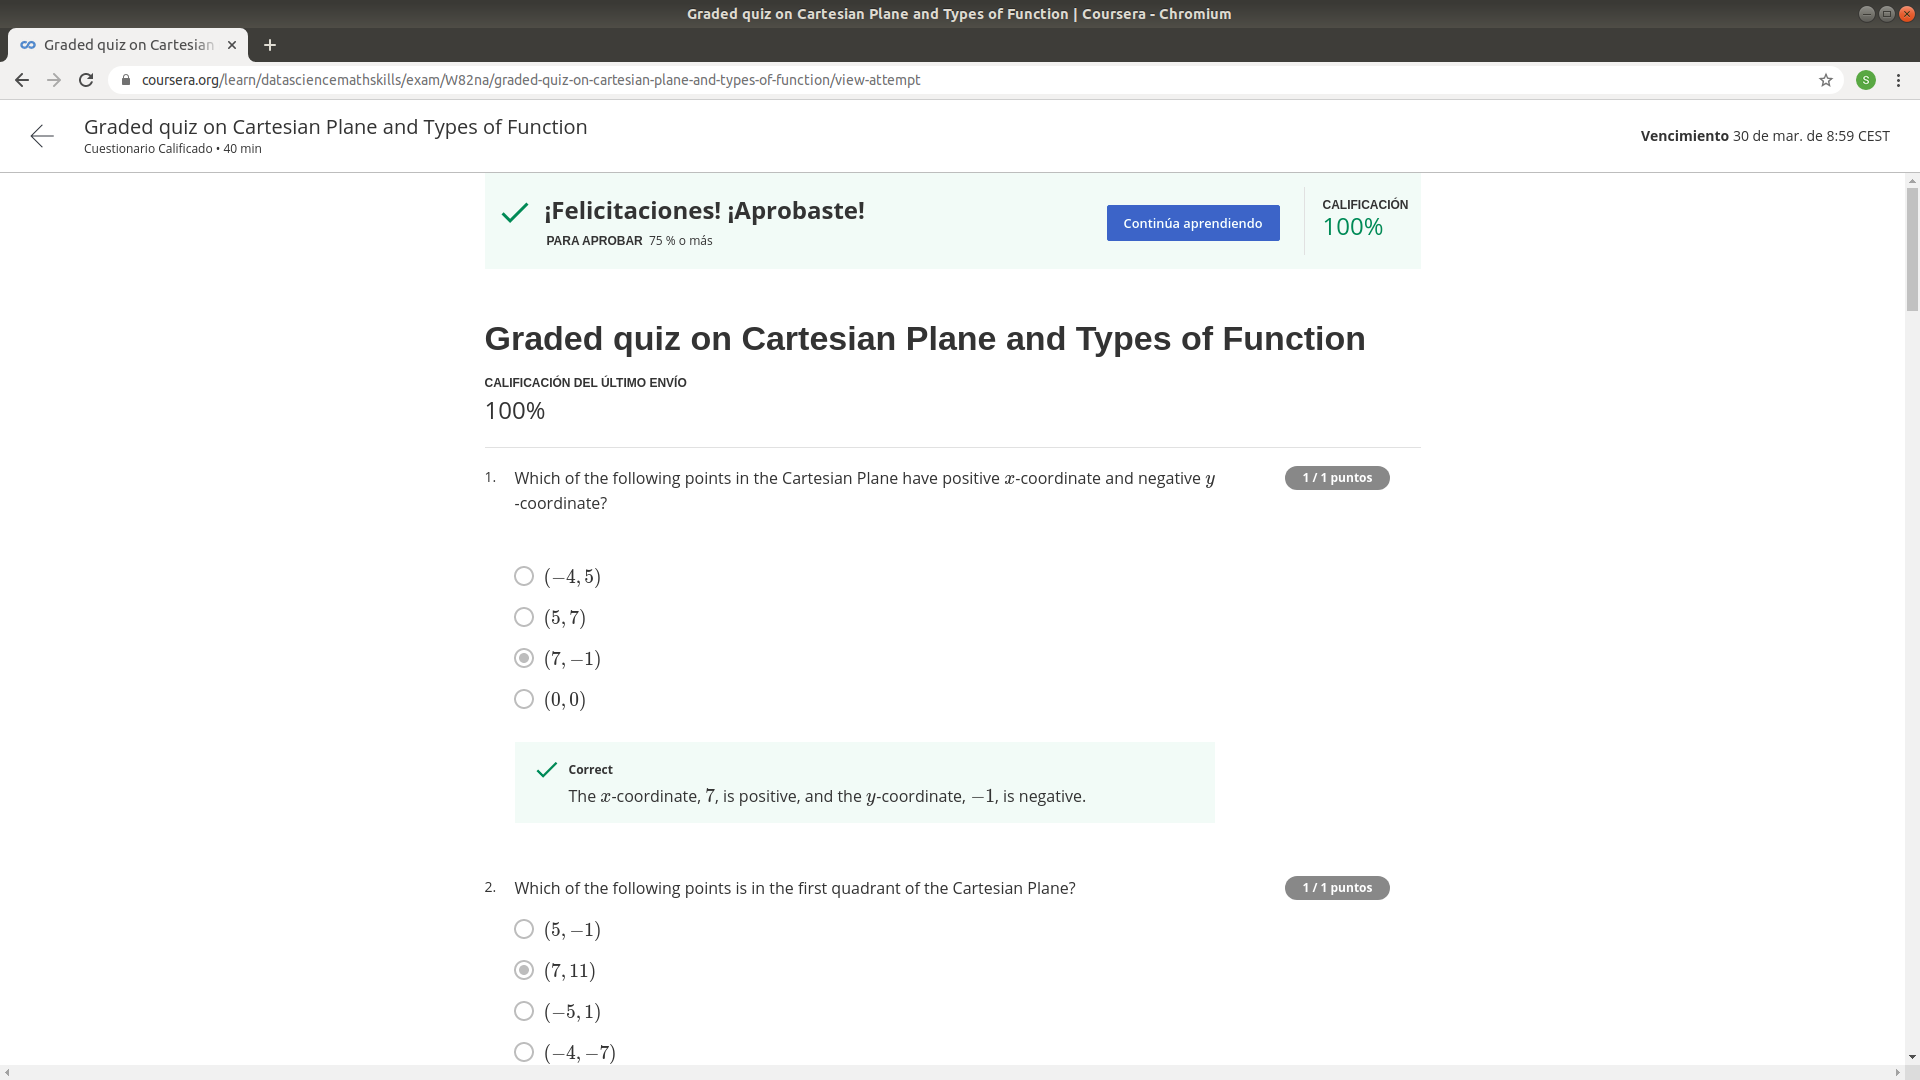 Graded quiz on Cartesian Plane and Types of Function | Coursera - Chromium
Graded quiz on Cartesian
coursera.org/learn/datasciencemathskills/exam/W82na/graded-quiz-on-cartesian-plane-and-types-of-function/view-attempt
S
Graded quiz on Cartesian Plane and Types of Function
Cuestionario Calificado • 40 min
Vencimiento 30 de mar. de 8:59 CEST
¡Felicitaciones! ¡Aprobaste!
PARA APROBAR 75 % o más
Continúa aprendiendo
CALIFICACIÓN
100%
Graded quiz on Cartesian Plane and Types of Function
CALIFICACIÓN DEL ÚLTIMO ENVÍO
100%
1. Which of the following points in the Cartesian Plane have positive x-coordinate and negative y
-coordinate?
1 / 1 puntos
(−4, 5)
(5, 7)
(7, −1)
(0, 0)
Correct
The x-coordinate, 7, is positive, and the y-coordinate, −1, is negative.
2. Which of the following points is in the first quadrant of the Cartesian Plane?
1 / 1 puntos
(5, −1)
(7, 11)
(−5, 1)
(−4, −7)